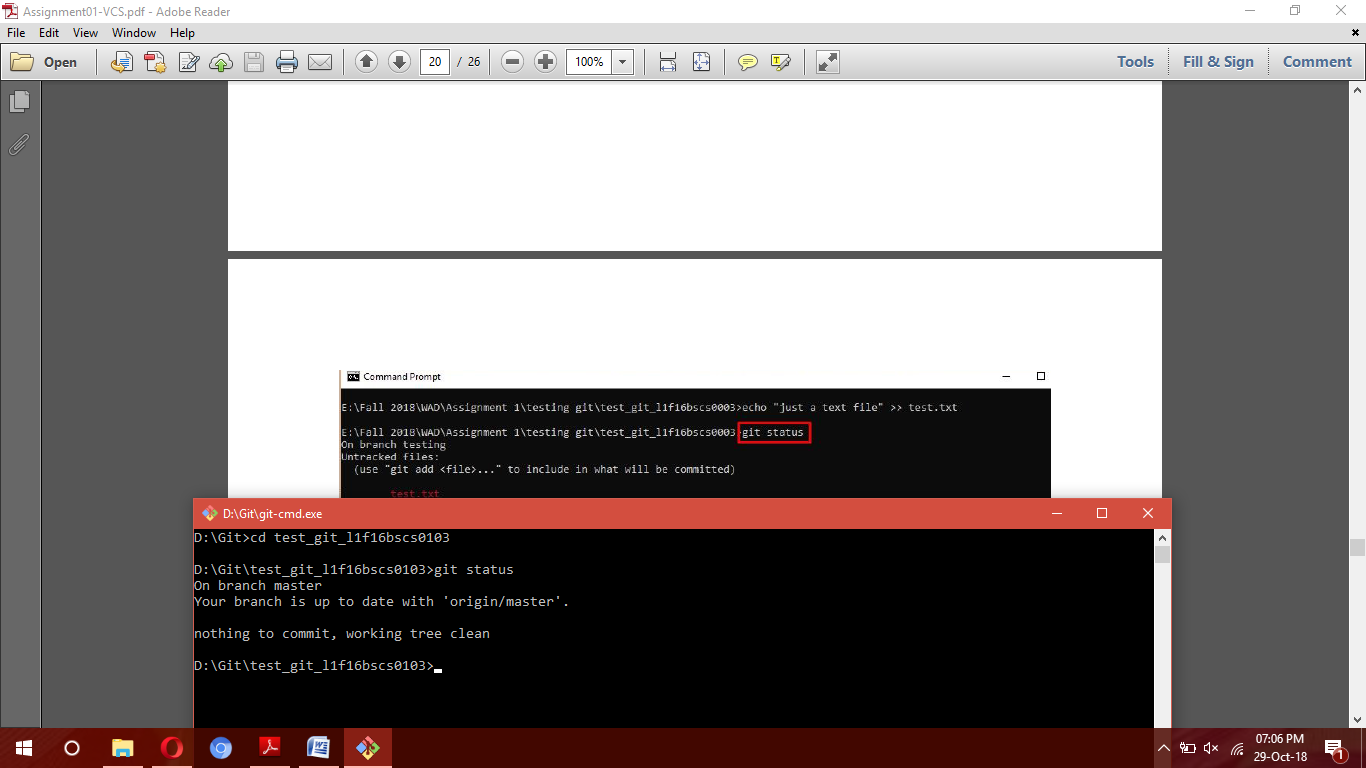 Assignment01-VCS.pdf - Adobe Reader
File Edit View Window Help
Open 20 / 26 100% Tools Fill & Sign Comment
Command Prompt
E:\Fall 2018\WAD\Assignment 1\testing git\test_git_l1f16bscs0003>echo "just a text file" >> test.txt
E:\Fall 2018\WAD\Assignment 1\testing git\test_git_l1f16bscs0003>git status
On branch testing
Untracked files:
(use "git add <file>..." to include in what will be committed)
test.txt
D:\Git\git-cmd.exe
D:\Git>cd test_git_l1f16bscs0103
D:\Git\test_git_l1f16bscs0103>git status
On branch master
Your branch is up to date with 'origin/master'.
nothing to commit, working tree clean
D:\Git\test_git_l1f16bscs0103>
07:06 PM
29-Oct-18
1